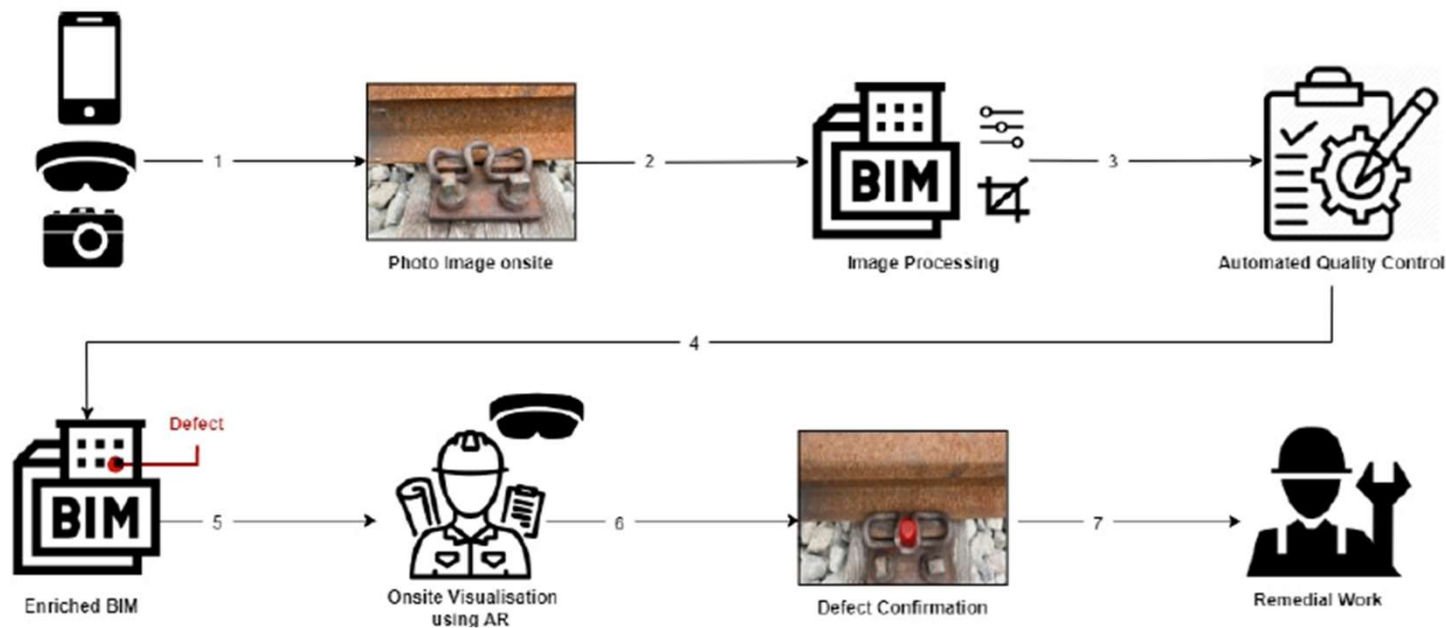 1
2
BIM
3
Photo Image onsite
Image Processing
Automated Quality Control
4
Defect
BIM
5
6
7
Enriched BIM
Onsite Visualisation
using AR
Defect Confirmation
Remedial Work